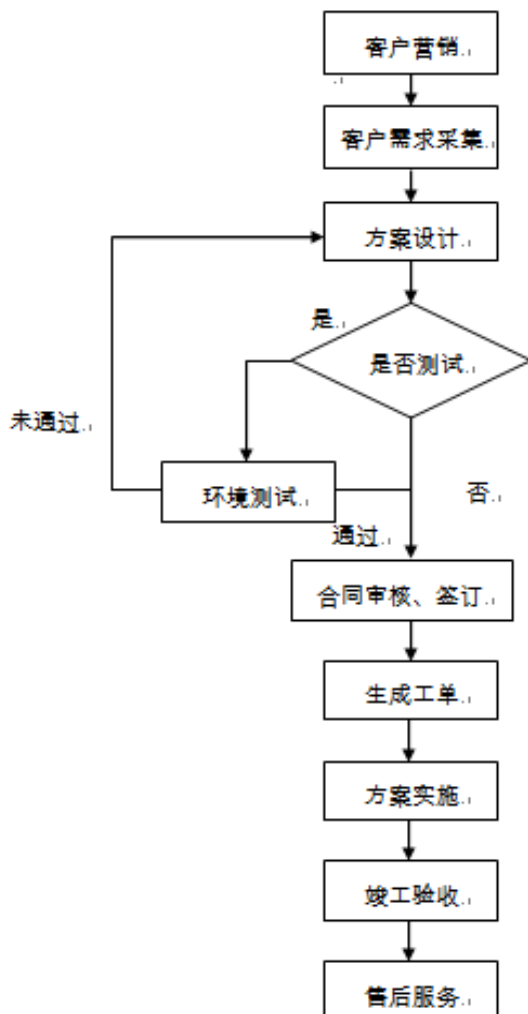 客户营销
客户需求采集
方案设计
是
是否测试
未通过
环境测试
否
通过
合同审核、签订
生成工单
方案实施
竣工验收
售后服务